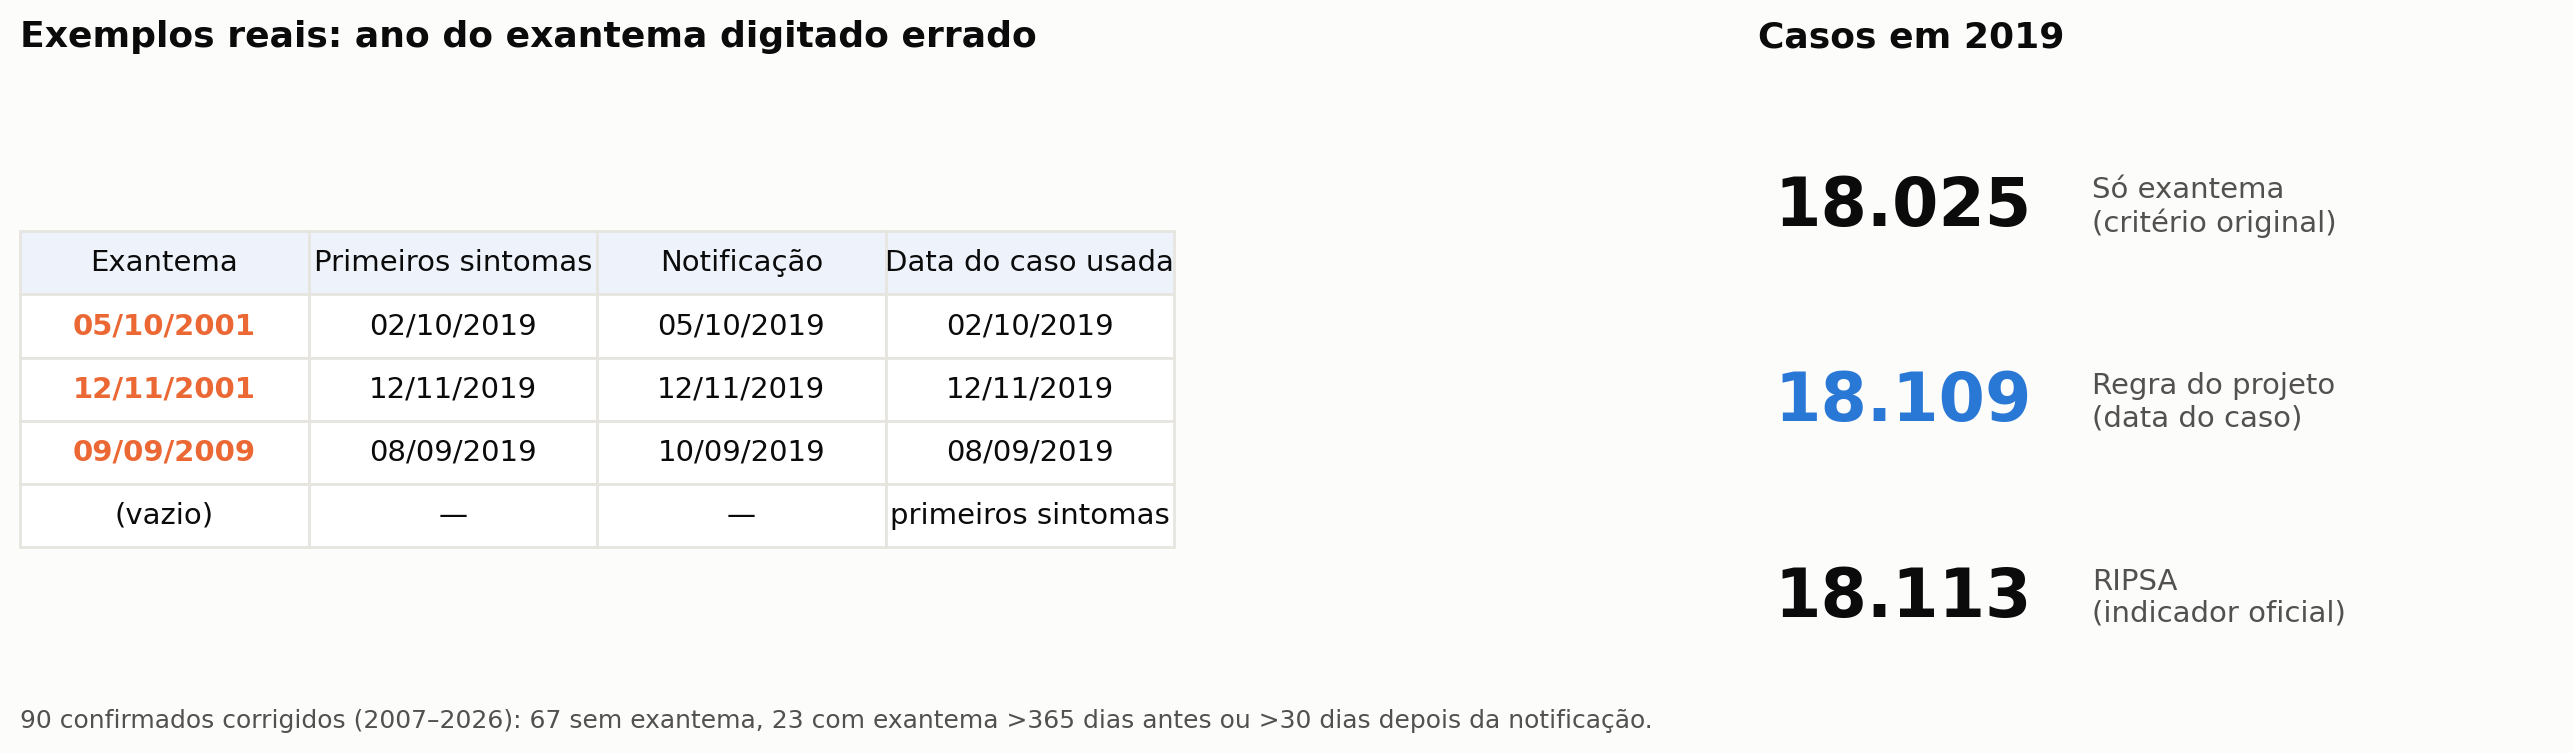 Exemplos reais: ano do exantema digitado errado
Exantema Primeiros sintomas Notificação Data do caso usada
05/10/2001 02/10/2019 05/10/2019 02/10/2019
12/11/2001 12/11/2019 12/11/2019 12/11/2019
09/09/2009 08/09/2019 10/09/2019 08/09/2019
(vazio) — — primeiros sintomas
Casos em 2019
18.025 Só exantema
(critério original)
18.109 Regra do projeto
(data do caso)
18.113 RIPSA
(indicador oficial)
90 confirmados corrigidos (2007–2026): 67 sem exantema, 23 com exantema >365 dias antes ou >30 dias depois da notificação.